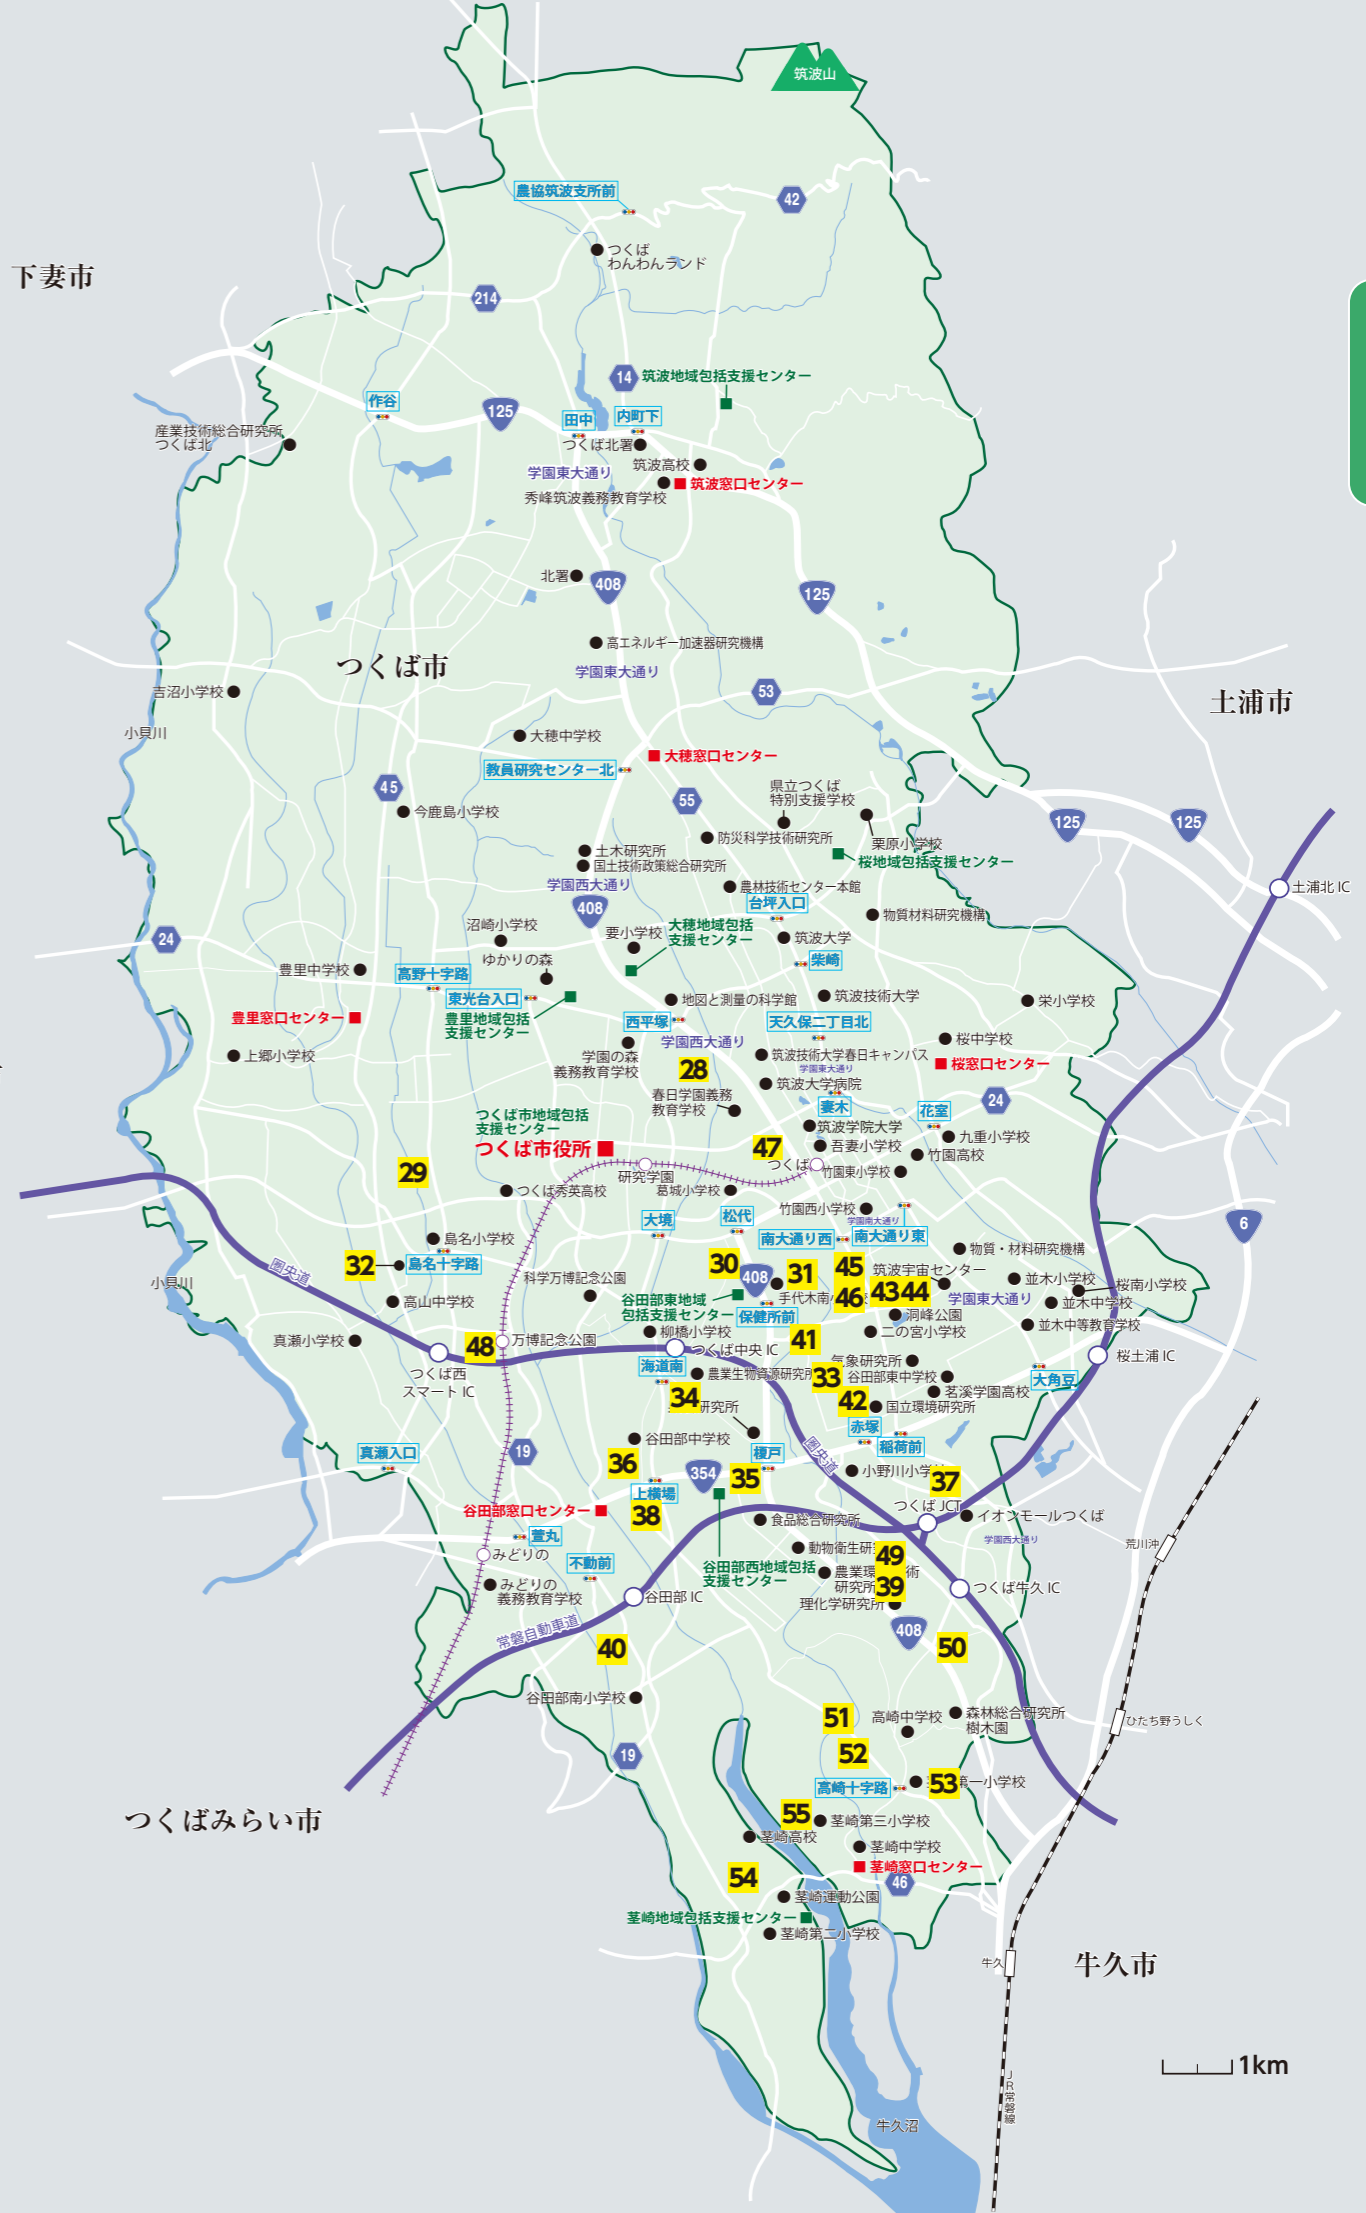 筑波山
農協筑波支所前
42
つくば
わんわんランド
下妻市
214
14
筑波地域包括支援センター
作谷
125
田中
内町下
産業技術総合研究所
つくば北
つくば北署
学園東大通り
筑波高校
筑波窓口センター
秀峰筑波義務教育学校
北署
408
125
高エネルギー加速器研究機構
つくば市
学園東大通り
吉沼小学校
53
土浦市
小貝川
大穂中学校
大穂窓口センター
教員研究センター北
45
県立つくば
特別支援学校
55
今鹿島小学校
125
125
防災科学技術研究所
栗原小学校
土木研究所
国土技術政策総合研究所
桜地域包括支援センター
学園西大通り
農林技術センター本館
土浦北 IC
台坪入口
408
物質材料研究機構
沼崎小学校
大穂地域包括
支援センター
要小学校
24
筑波大学
ゆかりの森
柴崎
豊里中学校
高野十字路
東光台入口
地図と測量の科学館
筑波技術大学
栄小学校
豊里窓口センター
豊里地域包括
支援センター
西平塚
天久保二丁目北
学園西大通り
桜中学校
上郷小学校
学園の森
義務教育学校
筑波技術大学春日キャンパス
桜窓口センター
28
学園東大通り
筑波大学病院
春日学園義務
教育学校
妻木
24
つくば市地域包括
支援センター
花室
筑波学院大学
九重小学校
つくば市役所
47
吾妻小学校
竹園高校
29
研究学園
つくば
竹園東小学校
つくば秀英高校
葛城小学校
竹園西小学校
大境
松代
学園南大通り
6
島名小学校
南大通り西
南大通り東
物質・材料研究機構
32
島名十字路
圏央道
30
408
31
45
筑波宇宙センター
小貝川
科学万博記念公園
並木小学校
桜南小学校
高山中学校
谷田部東地域
包括支援センター
手代木南小
46
43
44
学園東大通り
並木中学校
保健所前
洞峰公園
真瀬小学校
48
万博記念公園
柳橋小学校
41
二の宮小学校
並木中等教育学校
つくば中央 IC
桜土浦 IC
つくば西
スマート IC
海道南
農業生物資源研究所
気象研究所
33
谷田部東中学校
大角豆
34
研究所
42
茗溪学園高校
国立環境研究所
谷田部中学校
赤塚
真瀬入口
19
榎戸
圏央道
稲荷前
36
354
35
小野川小学
37
上横場
谷田部窓口センター
38
つくば JCT
食品総合研究所
イオンモールつくば
萱丸
学園西大通り
荒川沖
みどりの
不動前
動物衛生研
49
谷田部西地域包括
支援センター
農業環
術
研究所
39
みどりの
義務教育学校
谷田部 IC
つくば牛久 IC
理化学研究所
常磐自動車道
408
40
50
谷田部南小学校
51
高崎中学校
森林総合研究所
樹木園
ひたち野うしく
19
52
高崎十字路
53
第一小学校
つくばみらい市
55
茎崎第三小学校
茎崎高校
茎崎中学校
茎崎窓口センター
54
46
茎崎運動公園
茎崎地域包括支援センター
茎崎第二小学校
牛久
牛久市
1km
JR常磐線
牛久沼